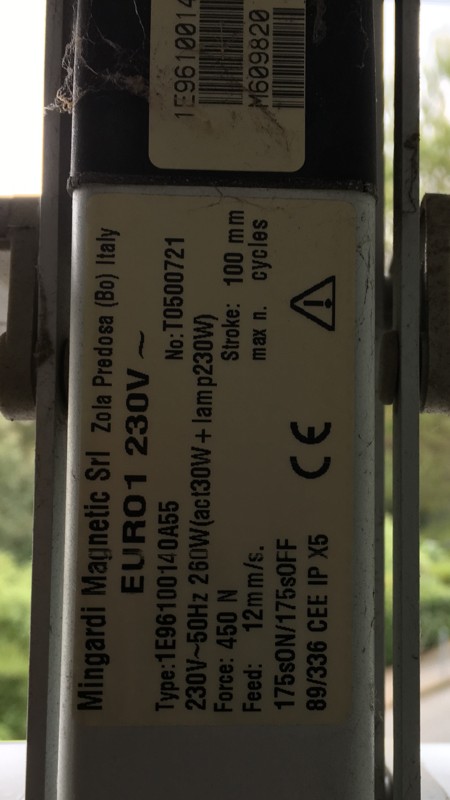 1E9610014
M609820
Mingardi Magnetic Srl Zola Predosa (Bo) Italy
EURO1 230V ~
Type:1E96100140A55 No:T0500721
230V~50Hz 260W(act30W+lamp230W)
Force: 450 N Stroke: 100 mm
Feed: 12mm/s. max n. cycles
175sON/175sOFF
89/336 CEE IP X5
CE